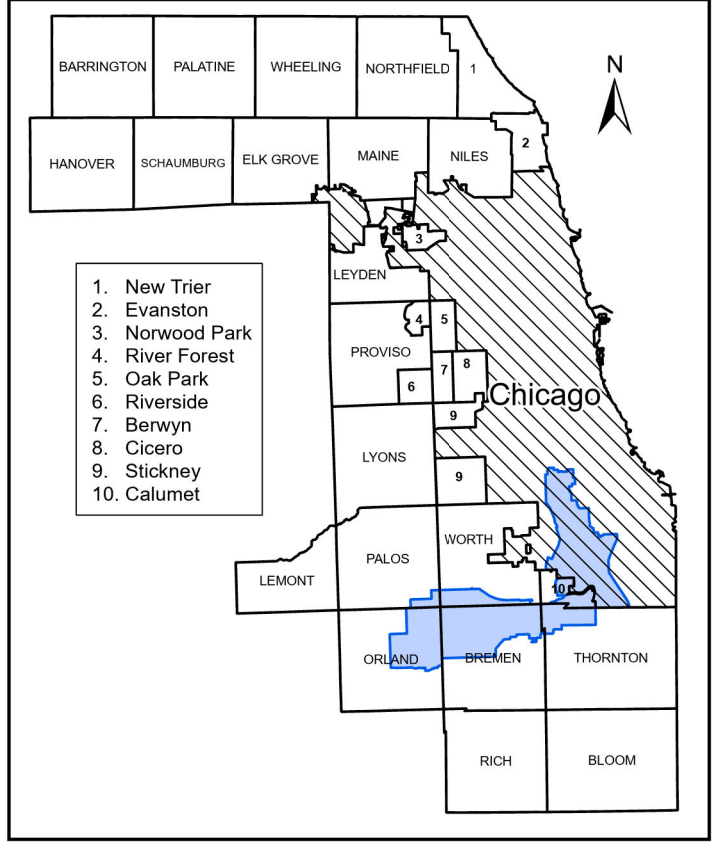 BARRINGTON
PALATINE
WHEELING
NORTHFIELD
1
N
HANOVER
SCHAUMBURG
ELK GROVE
MAINE
NILES
2
3
LEYDEN
1. New Trier
2. Evanston
3. Norwood Park
4. River Forest
5. Oak Park
6. Riverside
7. Berwyn
8. Cicero
9. Stickney
10. Calumet
4
5
PROVISO
7
8
6
Chicago
9
LYONS
9
WORTH
PALOS
LEMONT
10
ORLAND
BREMEN
THORNTON
RICH
BLOOM